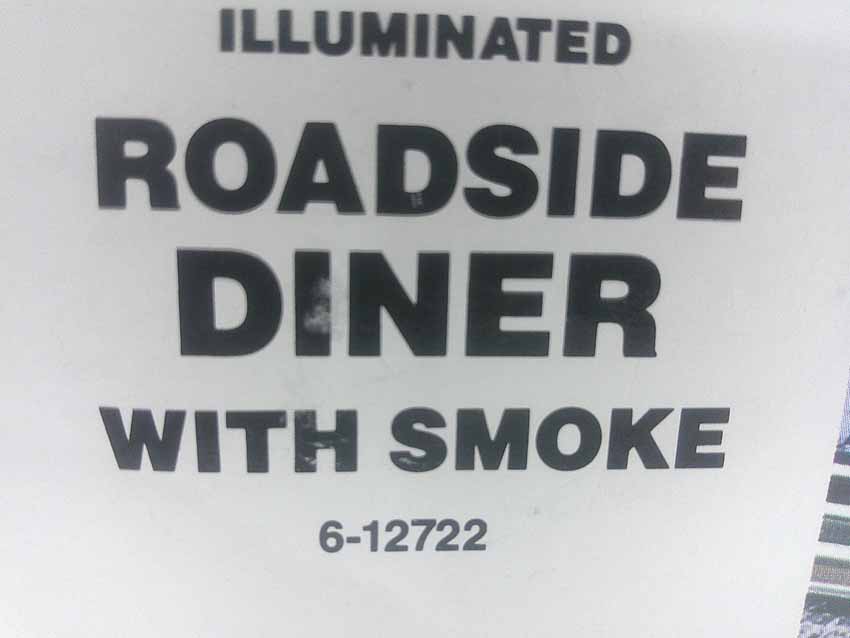 ILLUMINATED
ROADSIDE
DINER
WITH SMOKE
6-12722